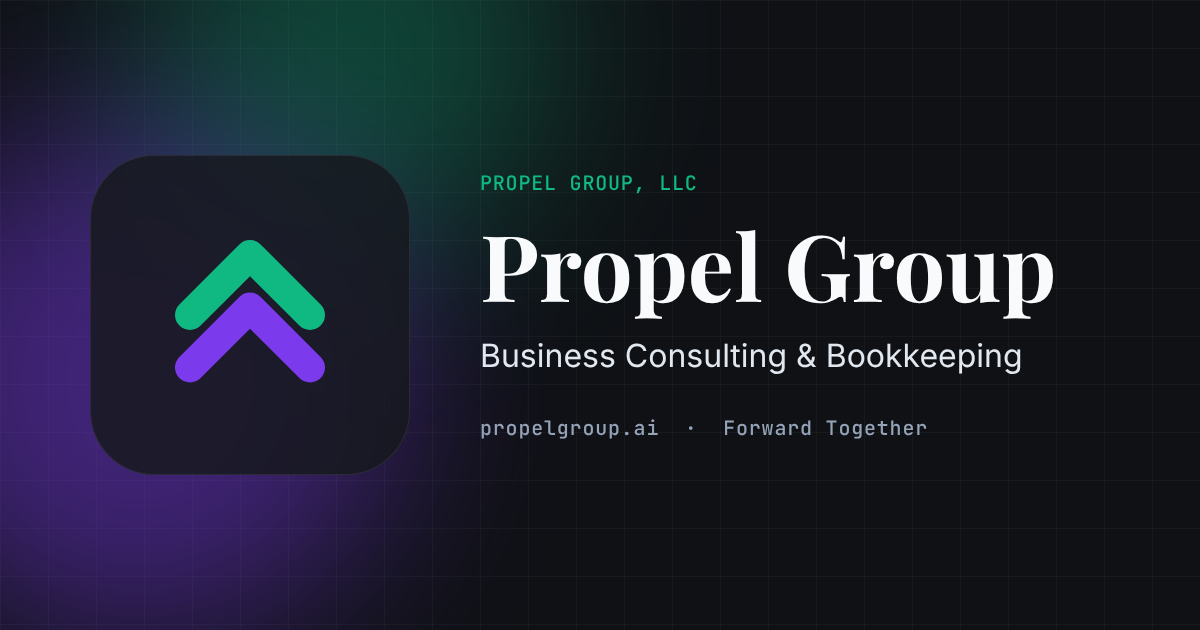 PROPEL GROUP, LLC
Propel Group
Business Consulting & Bookkeeping
propelgroup.ai · Forward Together